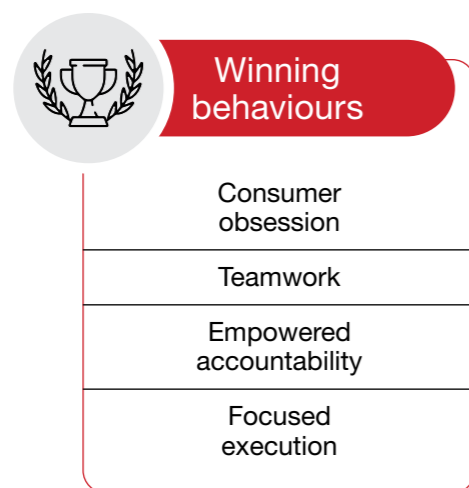 Winning
behaviours
Consumer
obsession
Teamwork
Empowered
accountability
Focused
execution